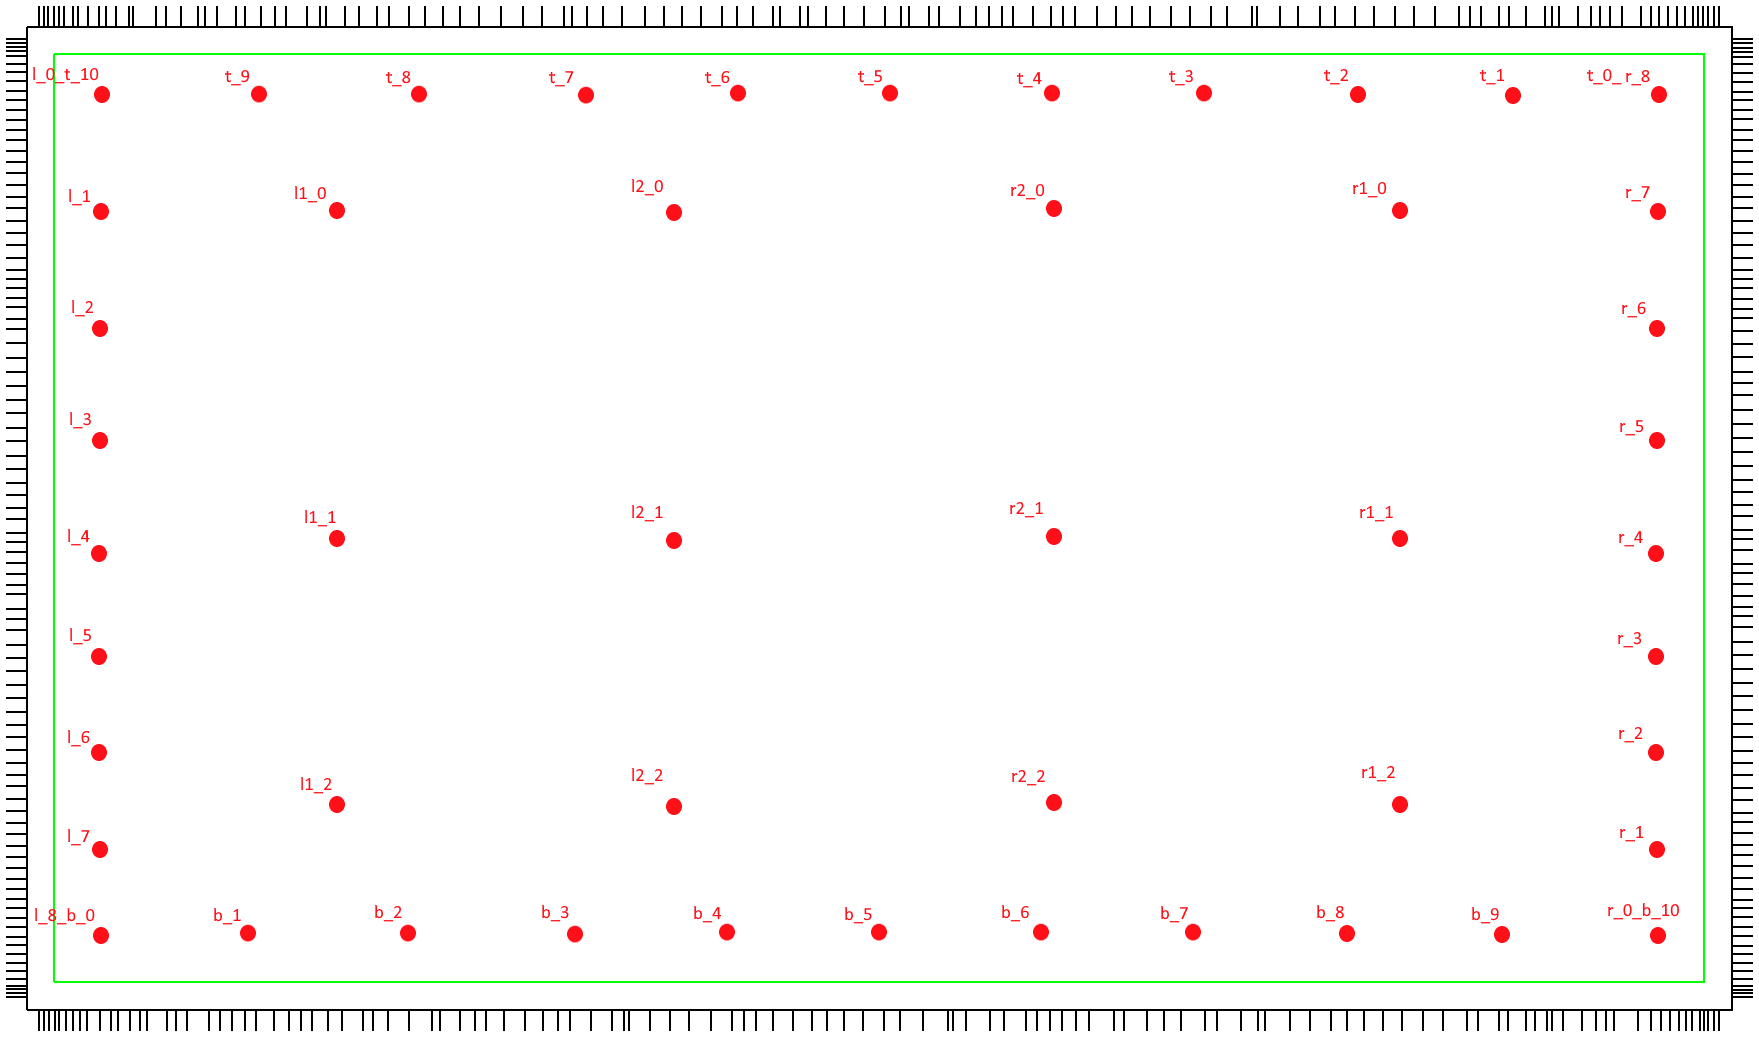 l_0_t_10 t_9 t_8 t_7 t_6 t_5 t_4 t_3 t_2 t_1 t_0_r_8
l_1 l1_0 l2_0 r2_0 r1_0 r_7
l_2 r_6
l_3 r_5
l1_1 l2_1 r2_1 r1_1
l_4 r_4
l_5 r_3
l_6 r_2
l1_2 l2_2 r2_2 r1_2
l_7 r_1
l_8_b_0 b_1 b_2 b_3 b_4 b_5 b_6 b_7 b_8 b_9 r_0_b_10